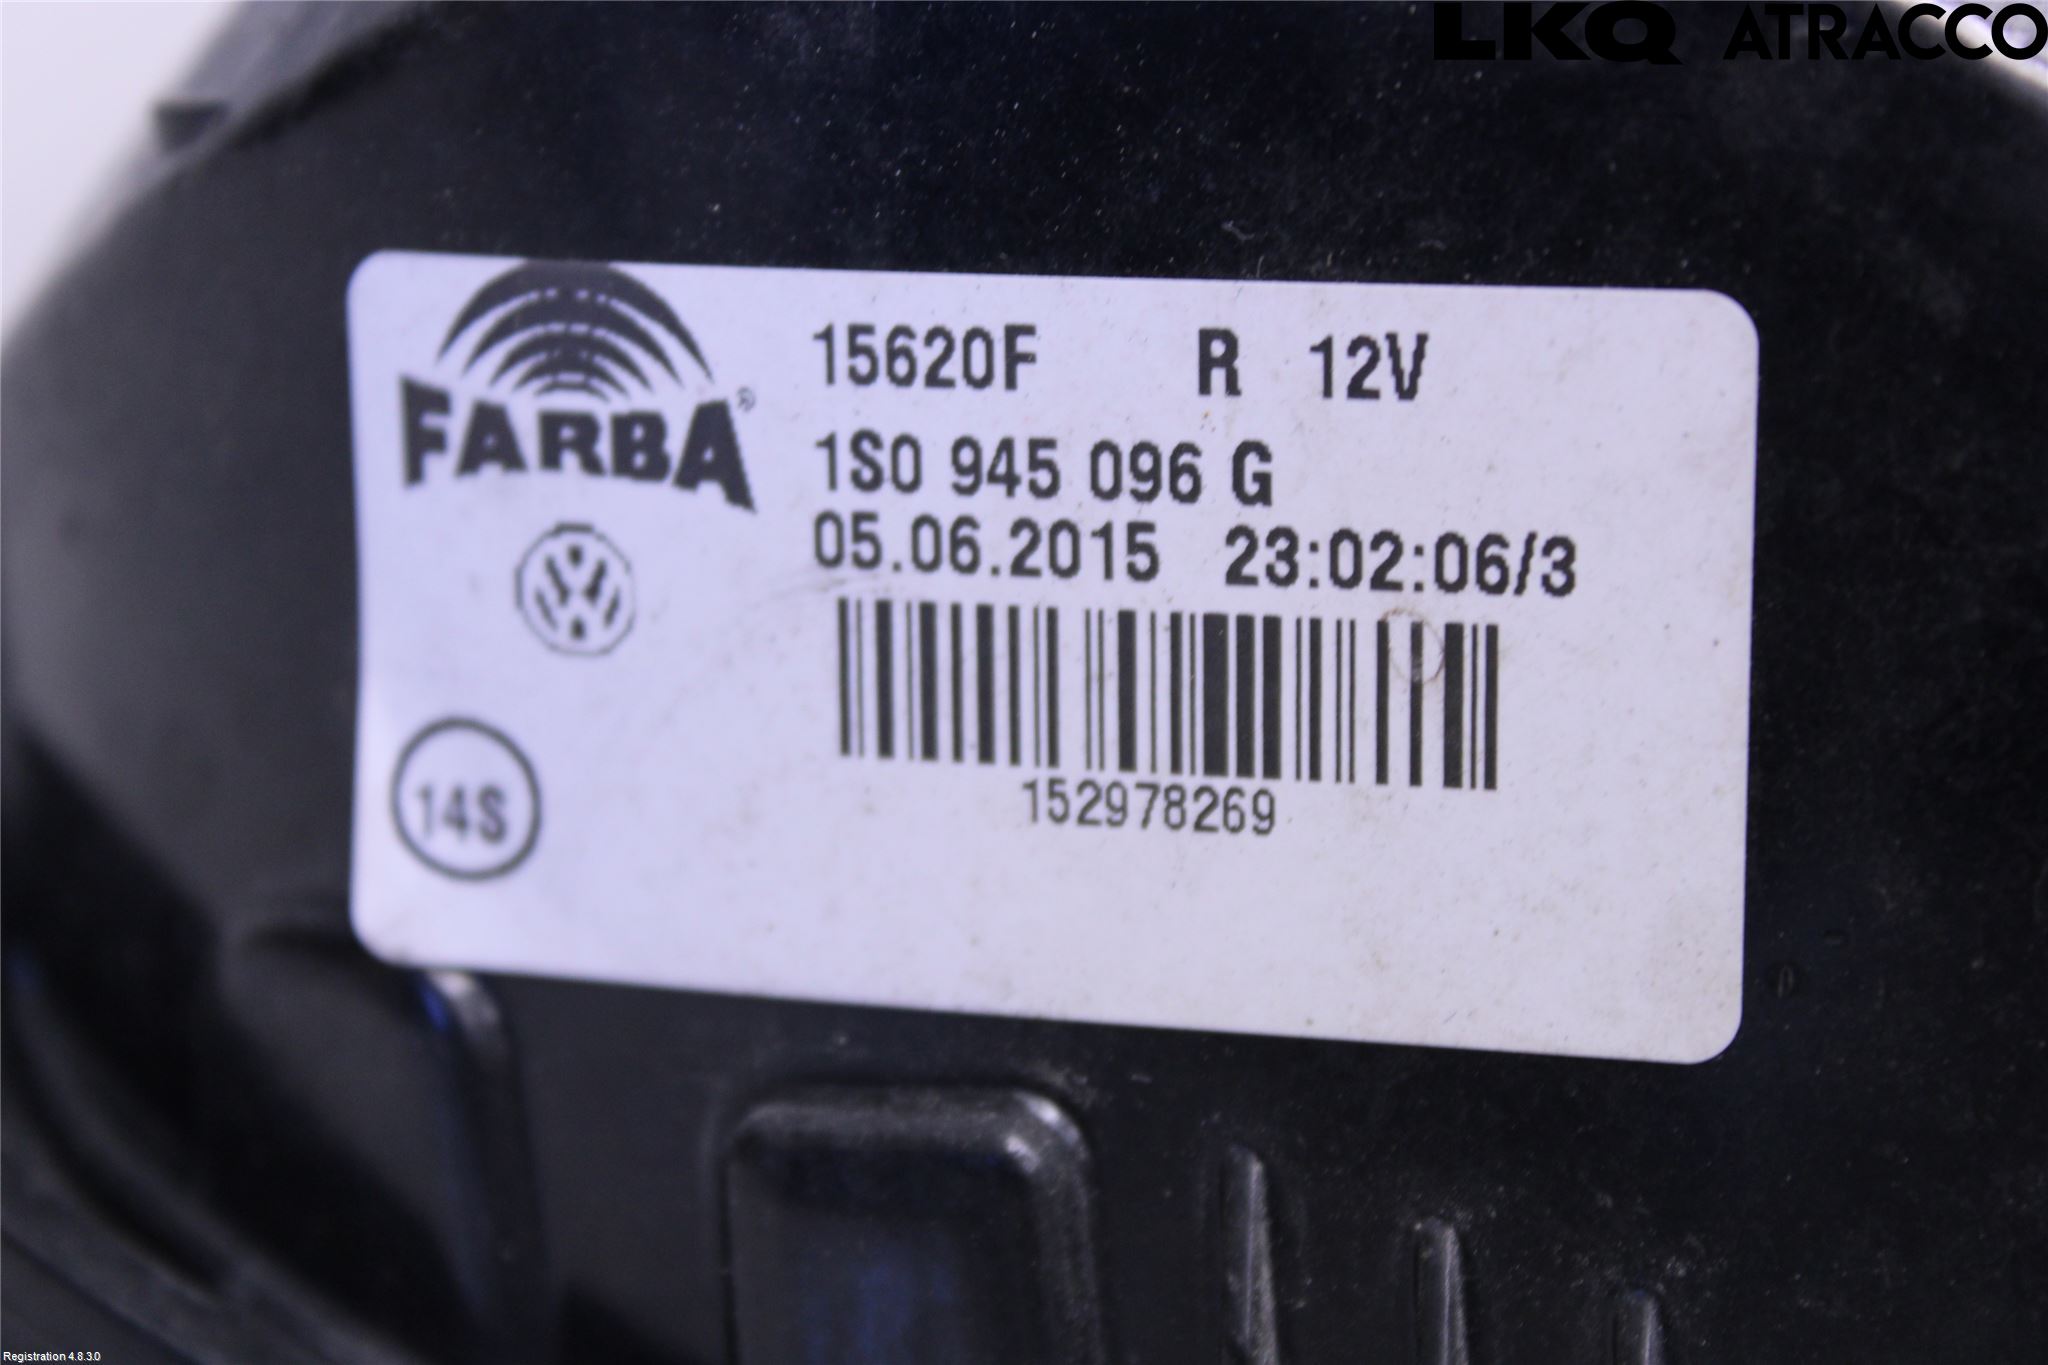 LKQ ATRACCO
FARBA®
15620F R 12V
1S0 945 096 G
05.06.2015 23:02:06/3
152978269
14S
Registration 4.8.3.0